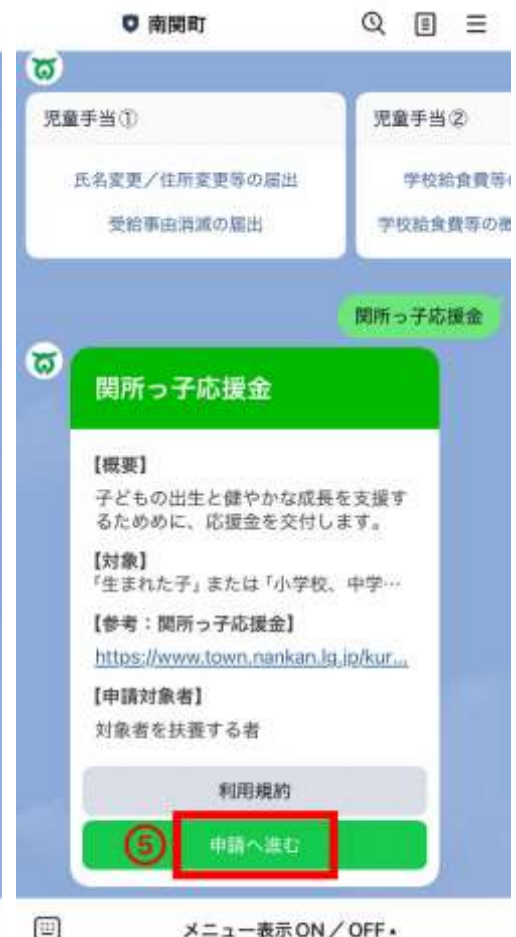 南関町
児童手当①
氏名変更／住所変更等の届出
受給事由消滅の届出
児童手当②
学校給食費等
学校給食費等の徴
関所っ子応援金
関所っ子応援金
【概要】
子どもの出生と健やかな成長を支援す
るためめに、応援金を交付します。
【対象】
「生まれた子」または「小学校、中学…
【参考：関所っ子応援金】
https://www.town.nankan.lg.jp/kur...
【申請対象者】
対象者を扶養する者
利用規約
⑤ 申請へ進む
メニュー表示ON／OFF▲